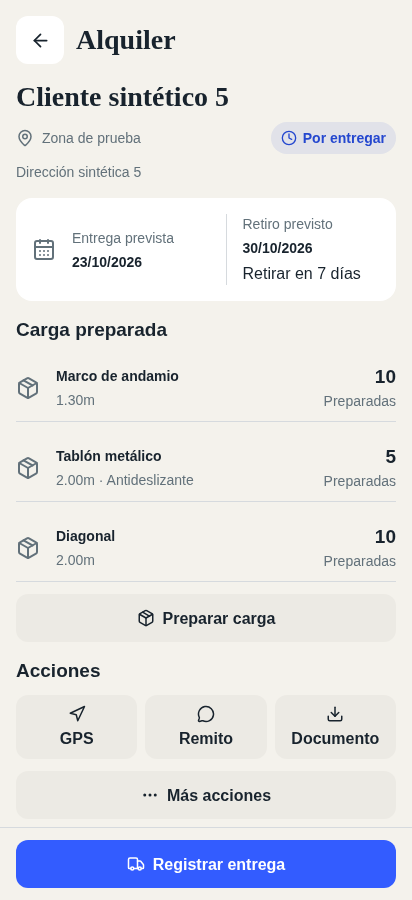 Alquiler
Cliente sintético 5
Zona de prueba
Por entregar
Dirección sintética 5
Entrega prevista
23/10/2026
Retiro previsto
30/10/2026
Retirar en 7 días
Carga preparada
Marco de andamio
1.30m
10
Preparadas
Tablón metálico
2.00m · Antideslizante
5
Preparadas
Diagonal
2.00m
10
Preparadas
Preparar carga
Acciones
GPS
Remito
Documento
Más acciones
Registrar entrega